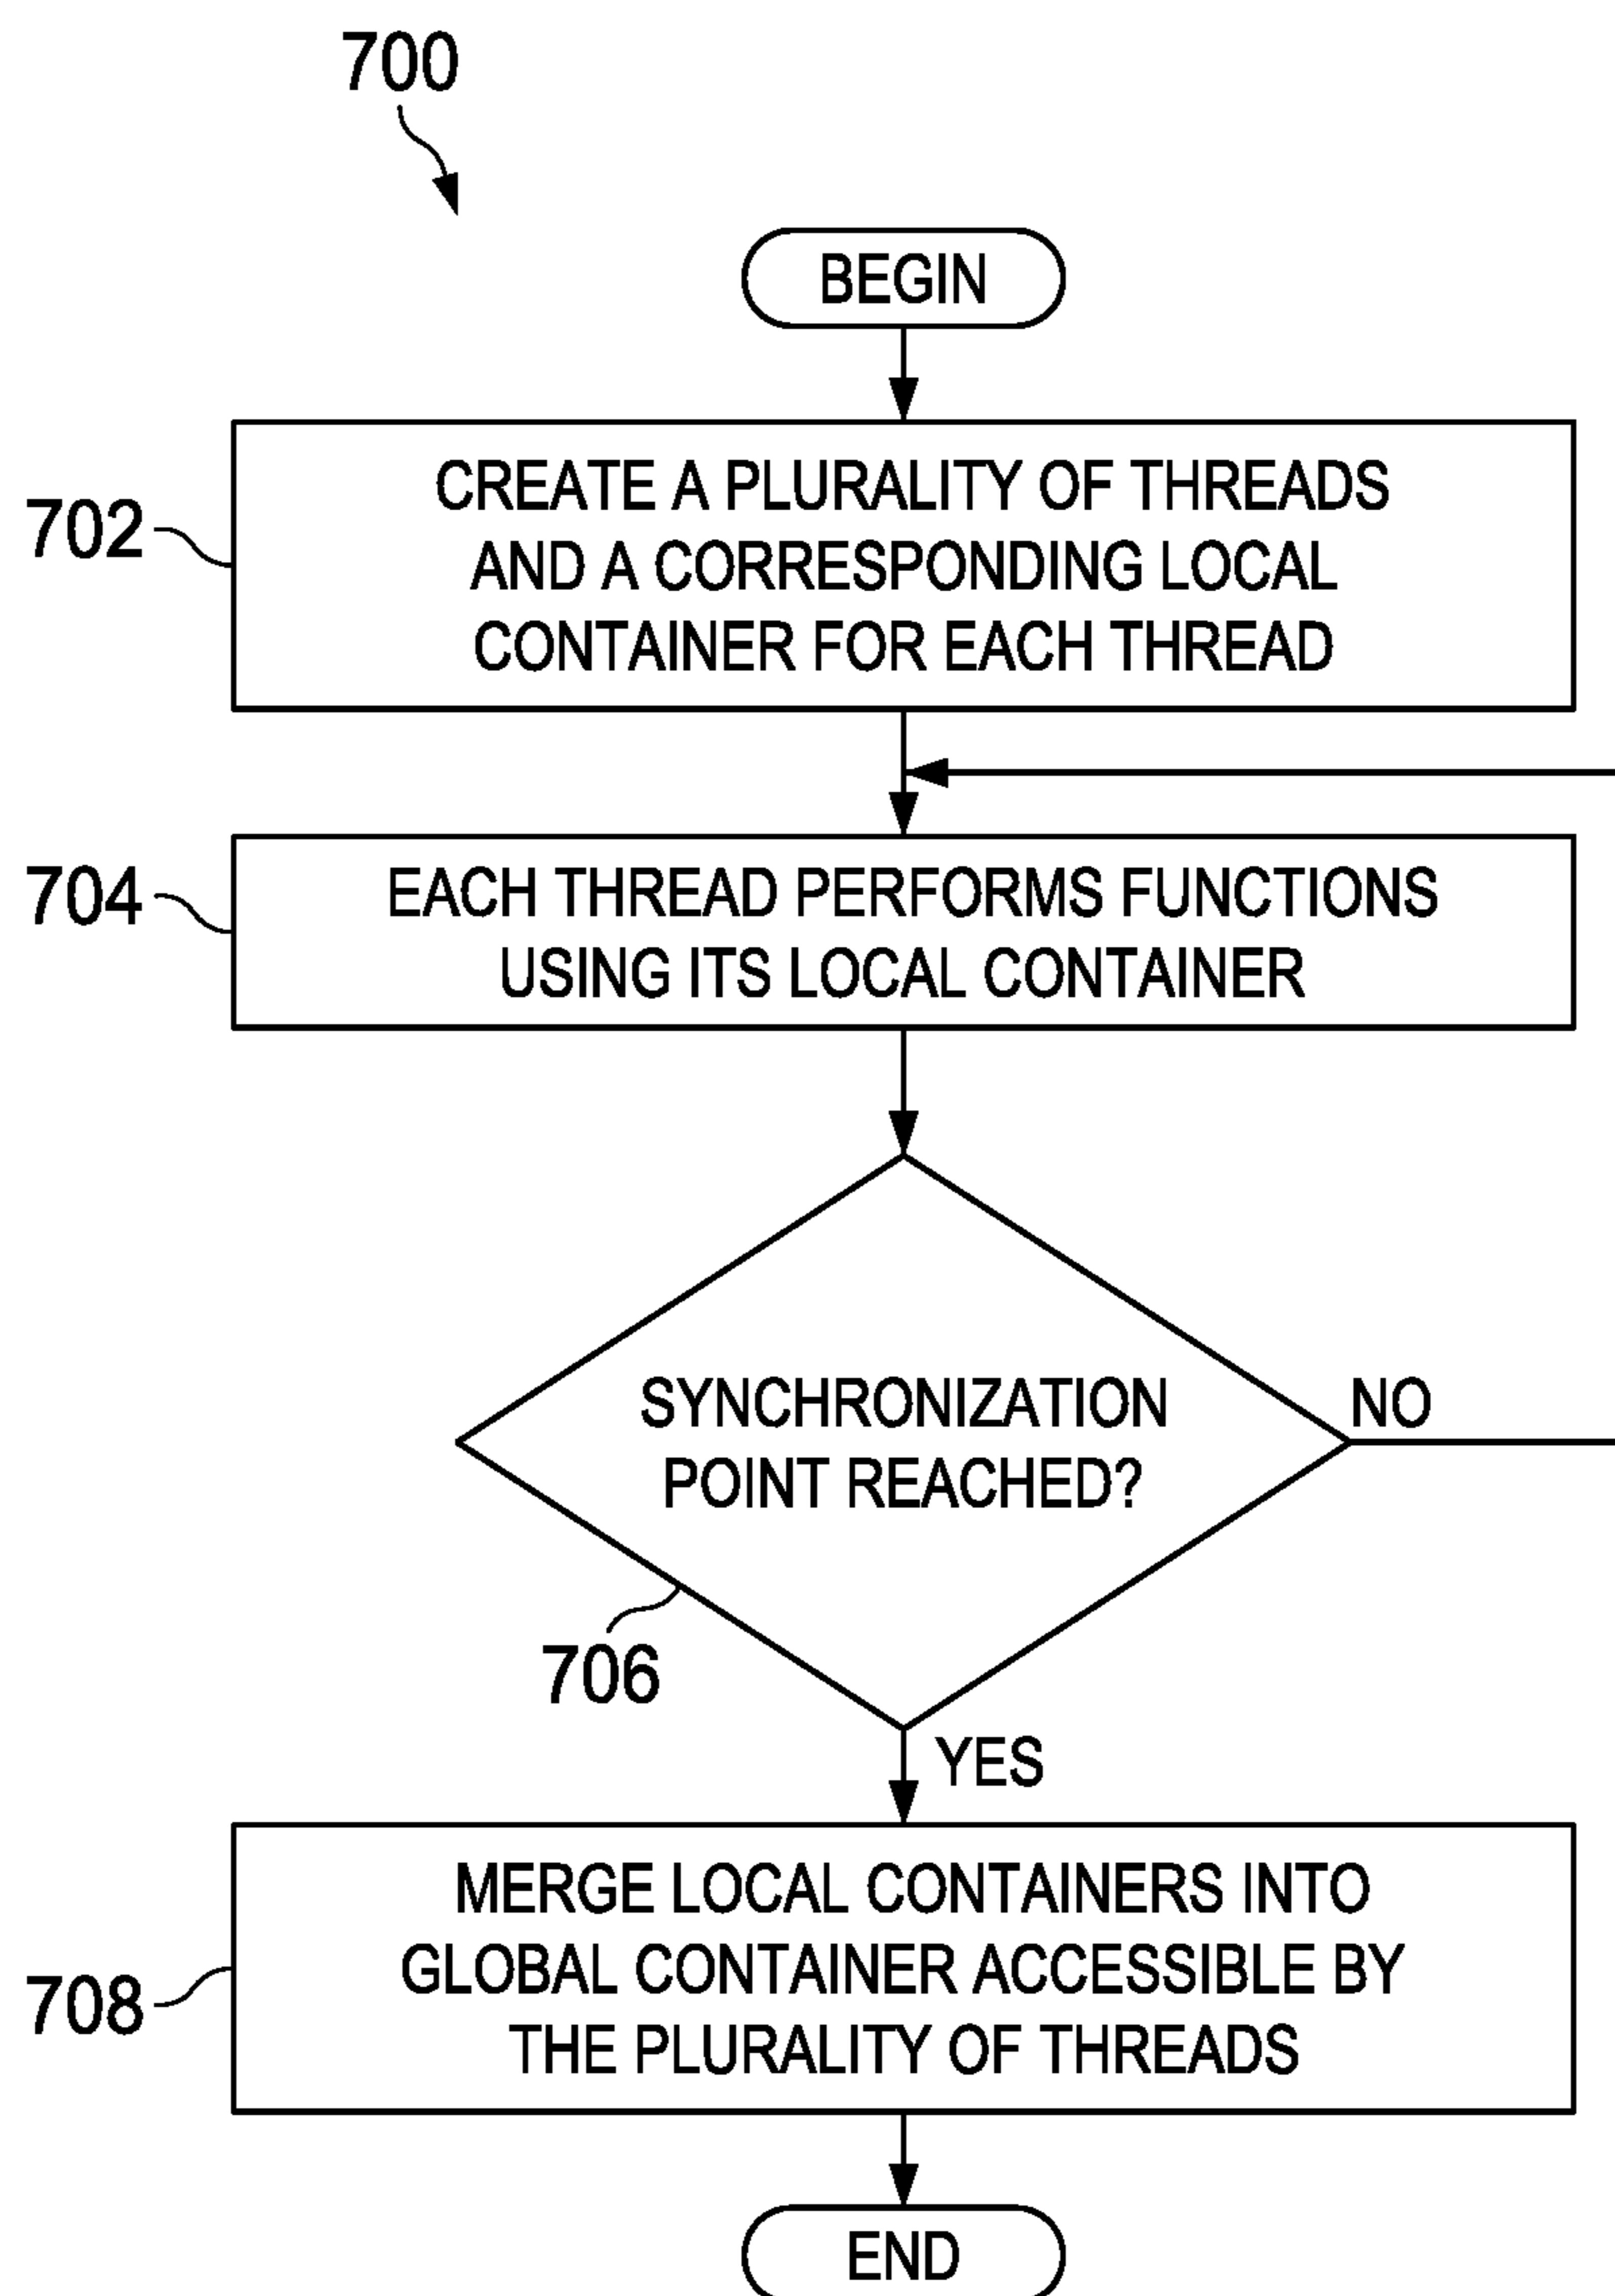 700
BEGIN
702
CREATE A PLURALITY OF THREADS
AND A CORRESPONDING LOCAL
CONTAINER FOR EACH THREAD
704
EACH THREAD PERFORMS FUNCTIONS
USING ITS LOCAL CONTAINER
SYNCHRONIZATION
POINT REACHED?
NO
706
YES
708
MERGE LOCAL CONTAINERS INTO
GLOBAL CONTAINER ACCESSIBLE BY
THE PLURALITY OF THREADS
END